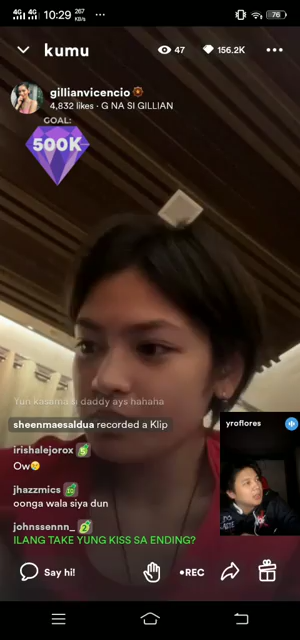 4G 4G 10:29 267 KB/s ... 76
kumu 47 156.2K
gillianvicencio
4,832 likes · G NA SI GILLIAN
GOAL:
500K
Yun kasama si daddy ays hahaha
sheenmaesaldua recorded a Klip
yroflores
irishalejorox
Ow🥺
jhazzmics
oonga wala siya dun
johnssennn_ 2
ILANG TAKE YUNG KISS SA ENDING?
Say hi!
•REC